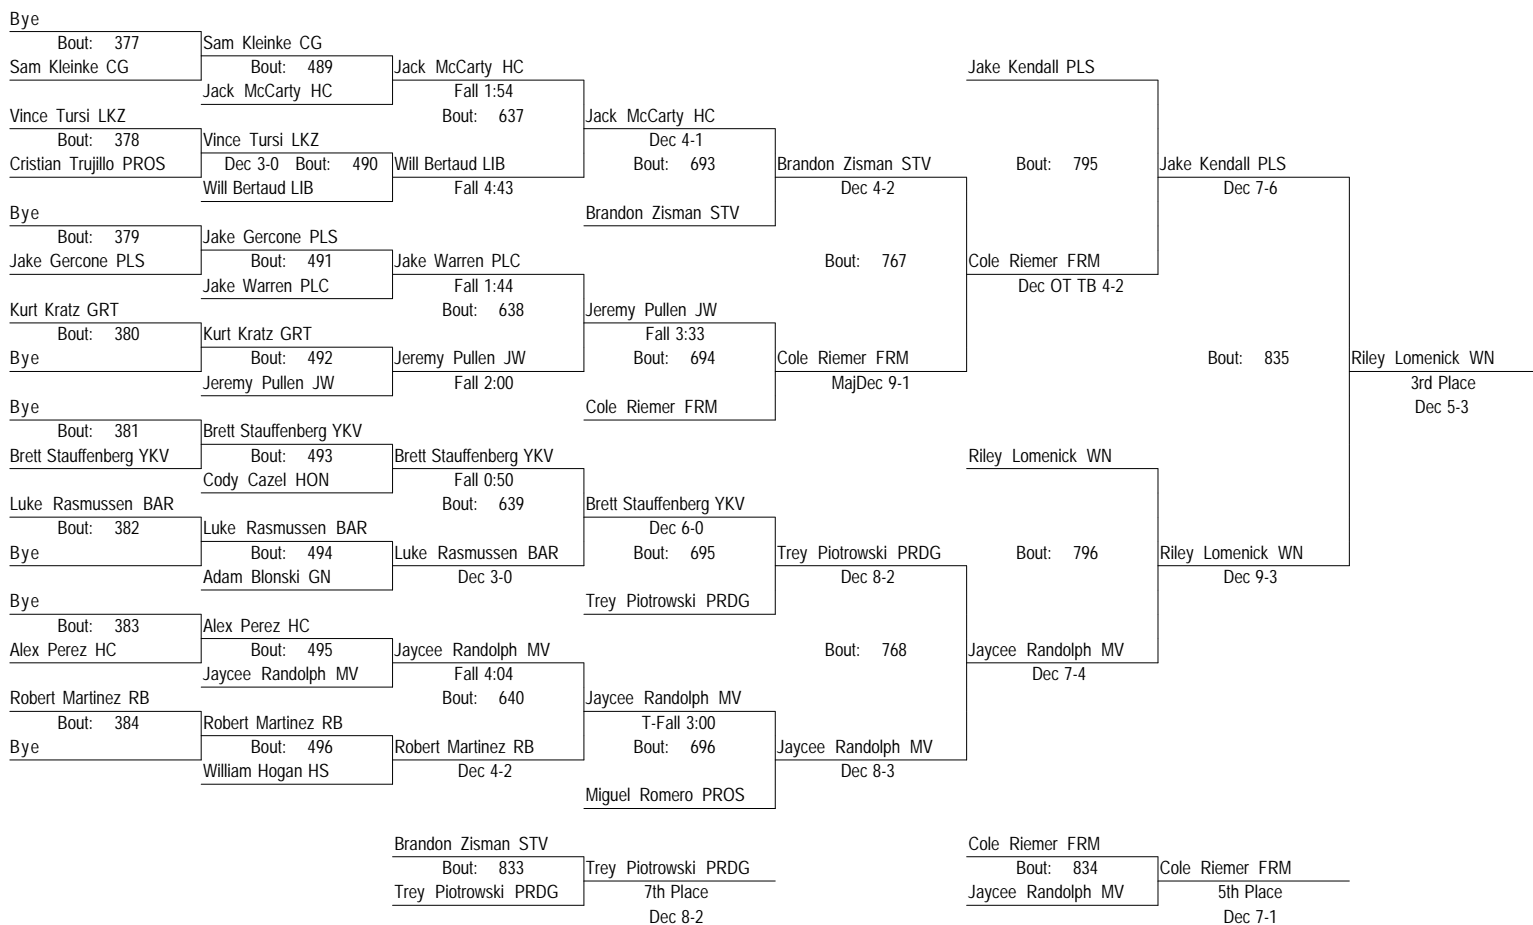 Bye
Bout: 377
Sam Kleinke CG
Sam Kleinke CG
Bout: 489
Jack McCarty HC
Jack McCarty HC
Fall 1:54
Bout: 637
Vince Tursi LKZ
Bout: 378
Cristian Trujillo PROS
Vince Tursi LKZ
Dec 3-0 Bout: 490
Will Bertaud LIB
Will Bertaud LIB
Fall 4:43
Jack McCarty HC
Dec 4-1
Bout: 693
Brandon Zisman STV
Brandon Zisman STV
Dec 4-2
Bye
Bout: 379
Jake Gercone PLS
Jake Gercone PLS
Bout: 491
Jake Warren PLC
Jake Warren PLC
Fall 1:44
Bout: 638
Kurt Kratz GRT
Bout: 380
Bye
Kurt Kratz GRT
Bout: 492
Jeremy Pullen JW
Jeremy Pullen JW
Fall 2:00
Jeremy Pullen JW
Fall 3:33
Bout: 694
Cole Riemer FRM
Cole Riemer FRM
MajDec 9-1
Bout: 767
Jake Kendall PLS
Bout: 795
Cole Riemer FRM
Dec OT TB 4-2
Jake Kendall PLS
Dec 7-6
Bye
Bout: 381
Brett Stauffenberg YKV
Brett Stauffenberg YKV
Bout: 493
Cody Cazel HON
Brett Stauffenberg YKV
Fall 0:50
Bout: 639
Luke Rasmussen BAR
Bout: 382
Bye
Luke Rasmussen BAR
Bout: 494
Adam Blonski GN
Luke Rasmussen BAR
Dec 3-0
Brett Stauffenberg YKV
Dec 6-0
Bout: 695
Trey Piotrowski PRDG
Trey Piotrowski PRDG
Dec 8-2
Bye
Bout: 383
Alex Perez HC
Alex Perez HC
Bout: 495
Jaycee Randolph MV
Jaycee Randolph MV
Fall 4:04
Bout: 640
Robert Martinez RB
Bout: 384
Bye
Robert Martinez RB
Bout: 496
William Hogan HS
Robert Martinez RB
Dec 4-2
Jaycee Randolph MV
T-Fall 3:00
Bout: 696
Miguel Romero PROS
Jaycee Randolph MV
Dec 8-3
Bout: 768
Riley Lomenick WN
Bout: 796
Jaycee Randolph MV
Dec 7-4
Riley Lomenick WN
Dec 9-3
Bout: 835
Riley Lomenick WN
3rd Place
Dec 5-3
Brandon Zisman STV
Bout: 833
Trey Piotrowski PRDG
Trey Piotrowski PRDG
7th Place
Dec 8-2
Cole Riemer FRM
Bout: 834
Jaycee Randolph MV
Cole Riemer FRM
5th Place
Dec 7-1